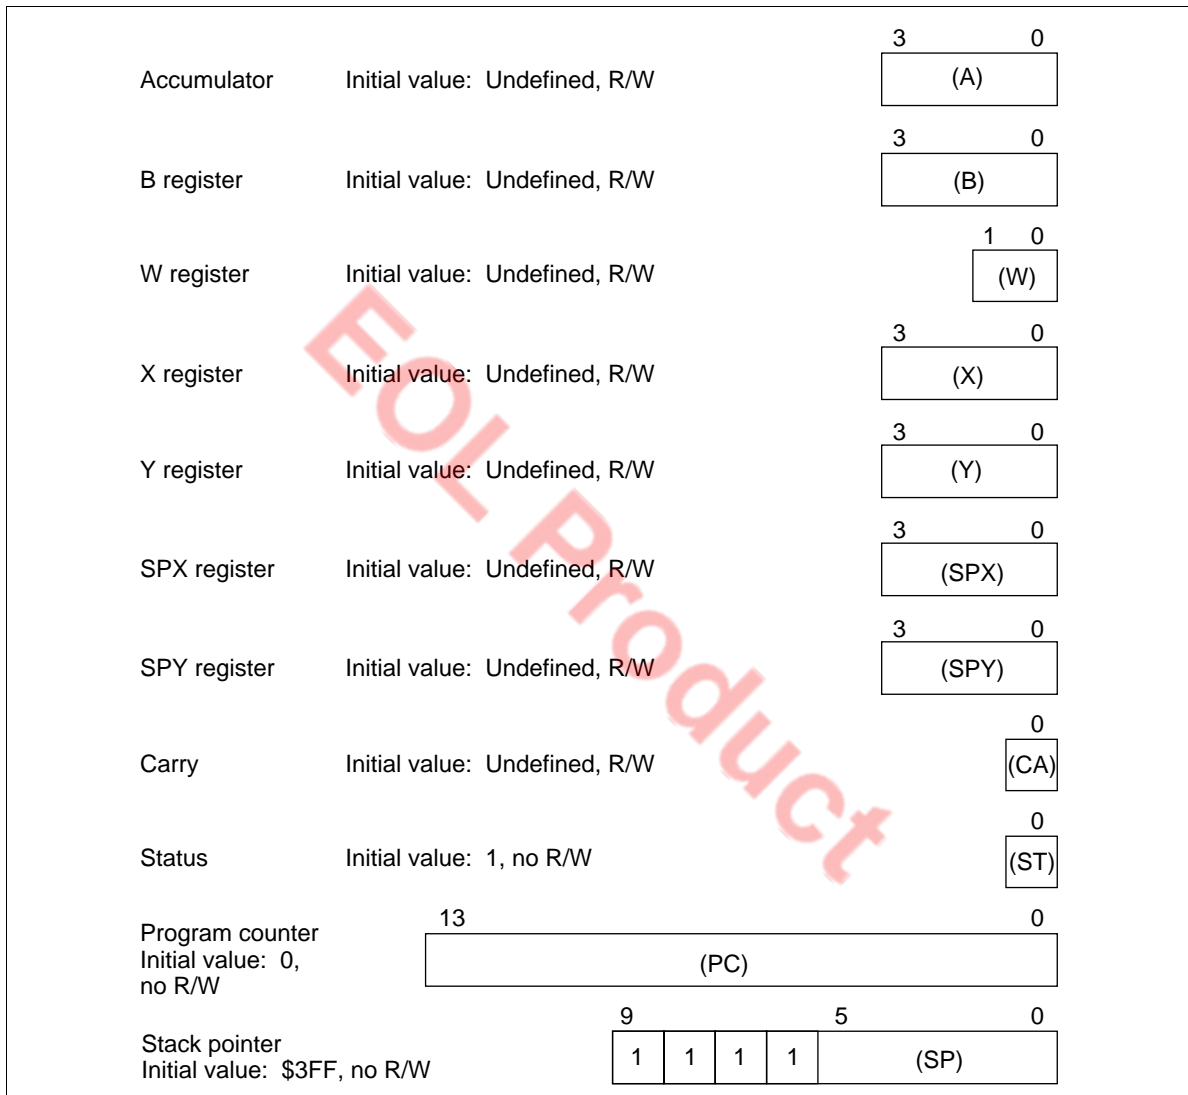 3 0
Accumulator Initial value: Undefined, R/W (A)
3 0
B register Initial value: Undefined, R/W (B)
1 0
W register Initial value: Undefined, R/W (W)
3 0
X register Initial value: Undefined, R/W (X)
3 0
Y register Initial value: Undefined, R/W (Y)
3 0
SPX register Initial value: Undefined, R/W (SPX)
3 0
SPY register Initial value: Undefined, R/W (SPY)
0
Carry Initial value: Undefined, R/W (CA)
0
Status Initial value: 1, no R/W (ST)
13 0
Program counter
Initial value: 0,
no R/W
(PC)
9 5 0
Stack pointer
Initial value: $3FF, no R/W
1 1 1 1 (SP)
EOL Product